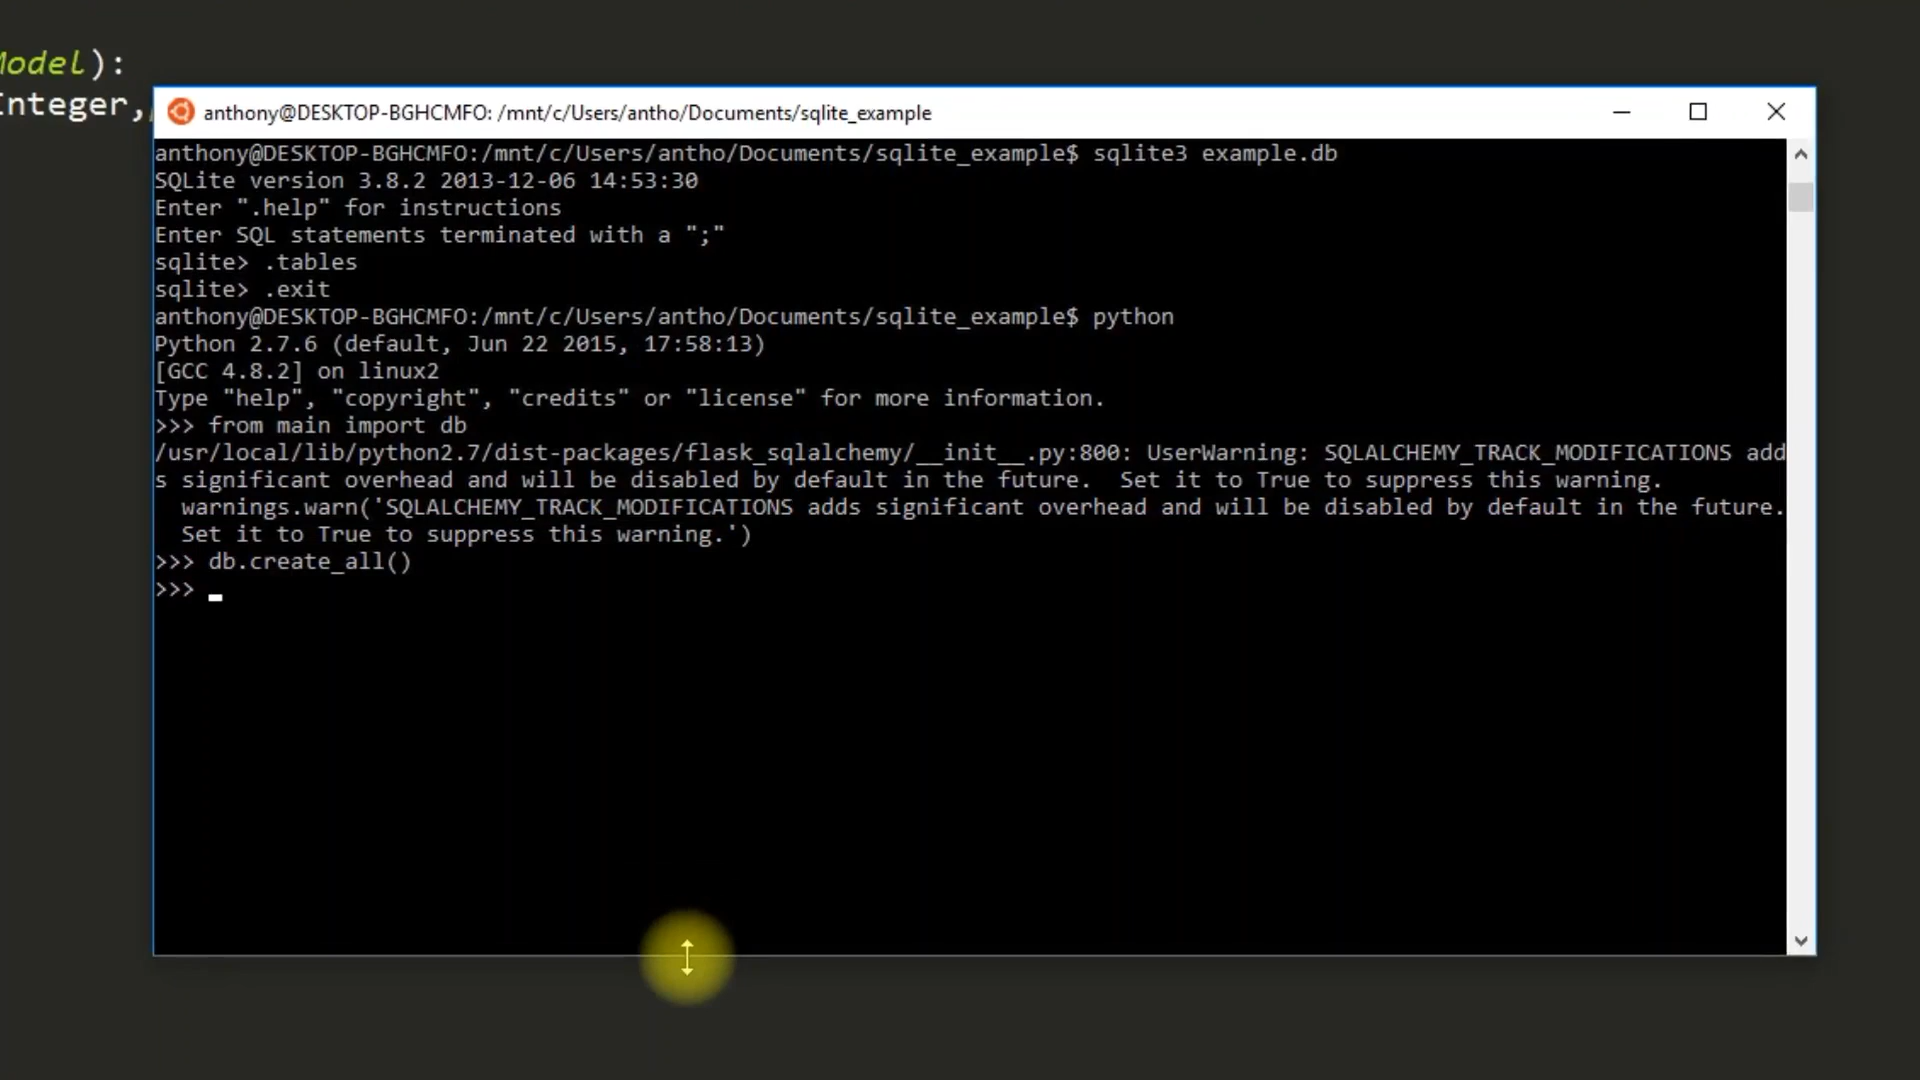 Model):
Integer,
anthony@DESKTOP-BGHCMFO: /mnt/c/Users/antho/Documents/sqlite_example
anthony@DESKTOP-BGHCMFO:/mnt/c/Users/antho/Documents/sqlite_example$ sqlite3 example.db
SQLite version 3.8.2 2013-12-06 14:53:30
Enter ".help" for instructions
Enter SQL statements terminated with a ";"
sqlite> .tables
sqlite> .exit
anthony@DESKTOP-BGHCMFO:/mnt/c/Users/antho/Documents/sqlite_example$ python
Python 2.7.6 (default, Jun 22 2015, 17:58:13)
[GCC 4.8.2] on linux2
Type "help", "copyright", "credits" or "license" for more information.
>>> from main import db
/usr/local/lib/python2.7/dist-packages/flask_sqlalchemy/__init__.py:800: UserWarning: SQLALCHEMY_TRACK_MODIFICATIONS add
s significant overhead and will be disabled by default in the future.  Set it to True to suppress this warning.
  warnings.warn('SQLALCHEMY_TRACK_MODIFICATIONS adds significant overhead and will be disabled by default in the future.
  Set it to True to suppress this warning.')
>>> db.create_all()
>>>